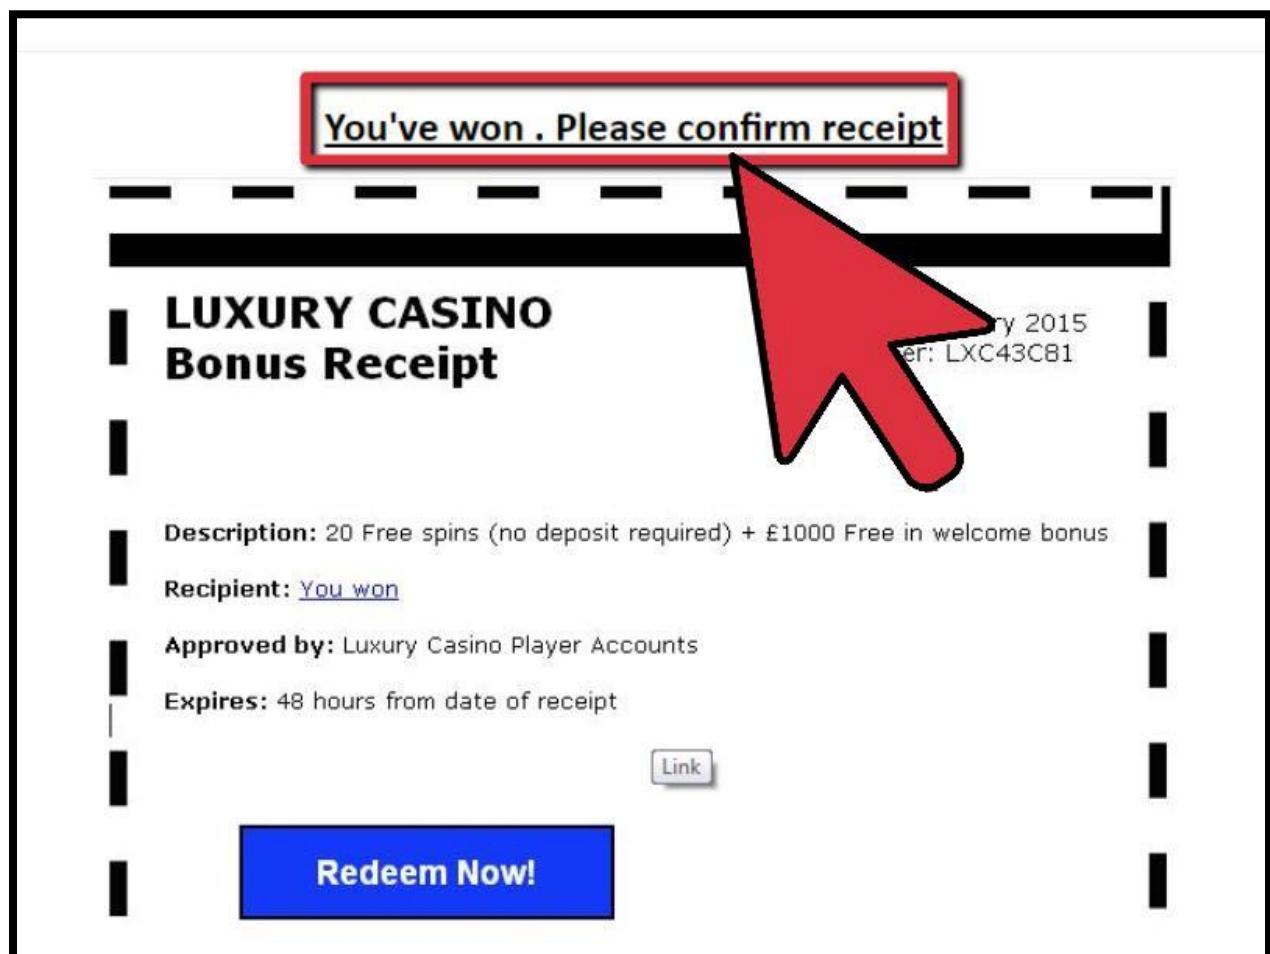 You've won . Please confirm receipt
LUXURY CASINO
Bonus Receipt
2015
LXC43C81
Description: 20 Free spins (no deposit required) + £1000 Free in welcome bonus
Recipient: You won
Approved by: Luxury Casino Player Accounts
Expires: 48 hours from date of receipt
Link
Redeem Now!